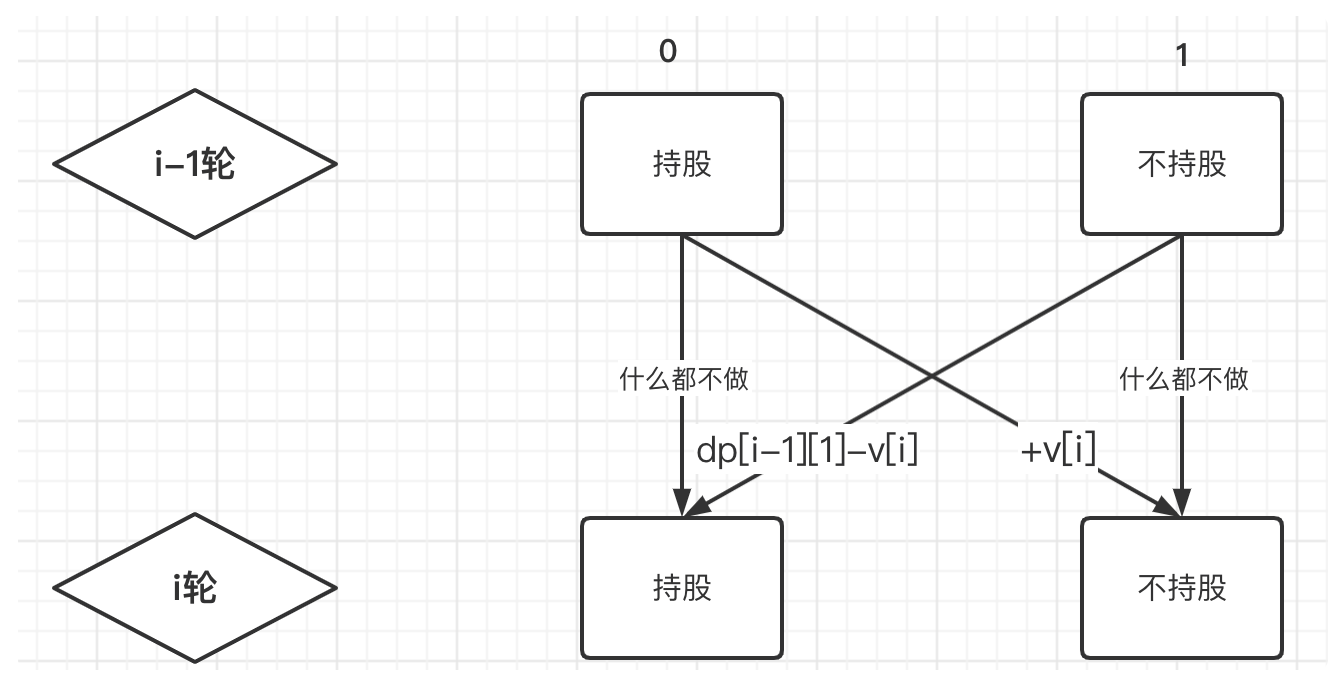 0
1
i-1轮
持股
不持股
什么都不做
什么都不做
dp[i-1][1]-v[i]
+v[i]
i轮
持股
不持股